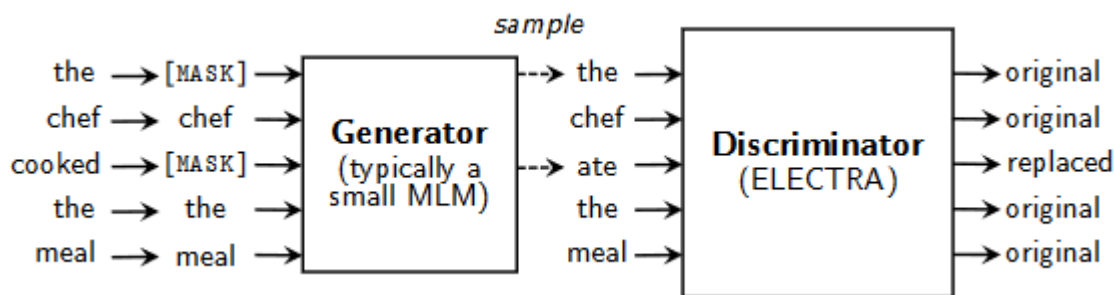 sample
the [MASK] the original
chef chef chef original
Generator
cooked [MASK] ate replaced
(typically a
small MLM)
Discriminator
(ELECTRA)
the the the original
meal meal meal original